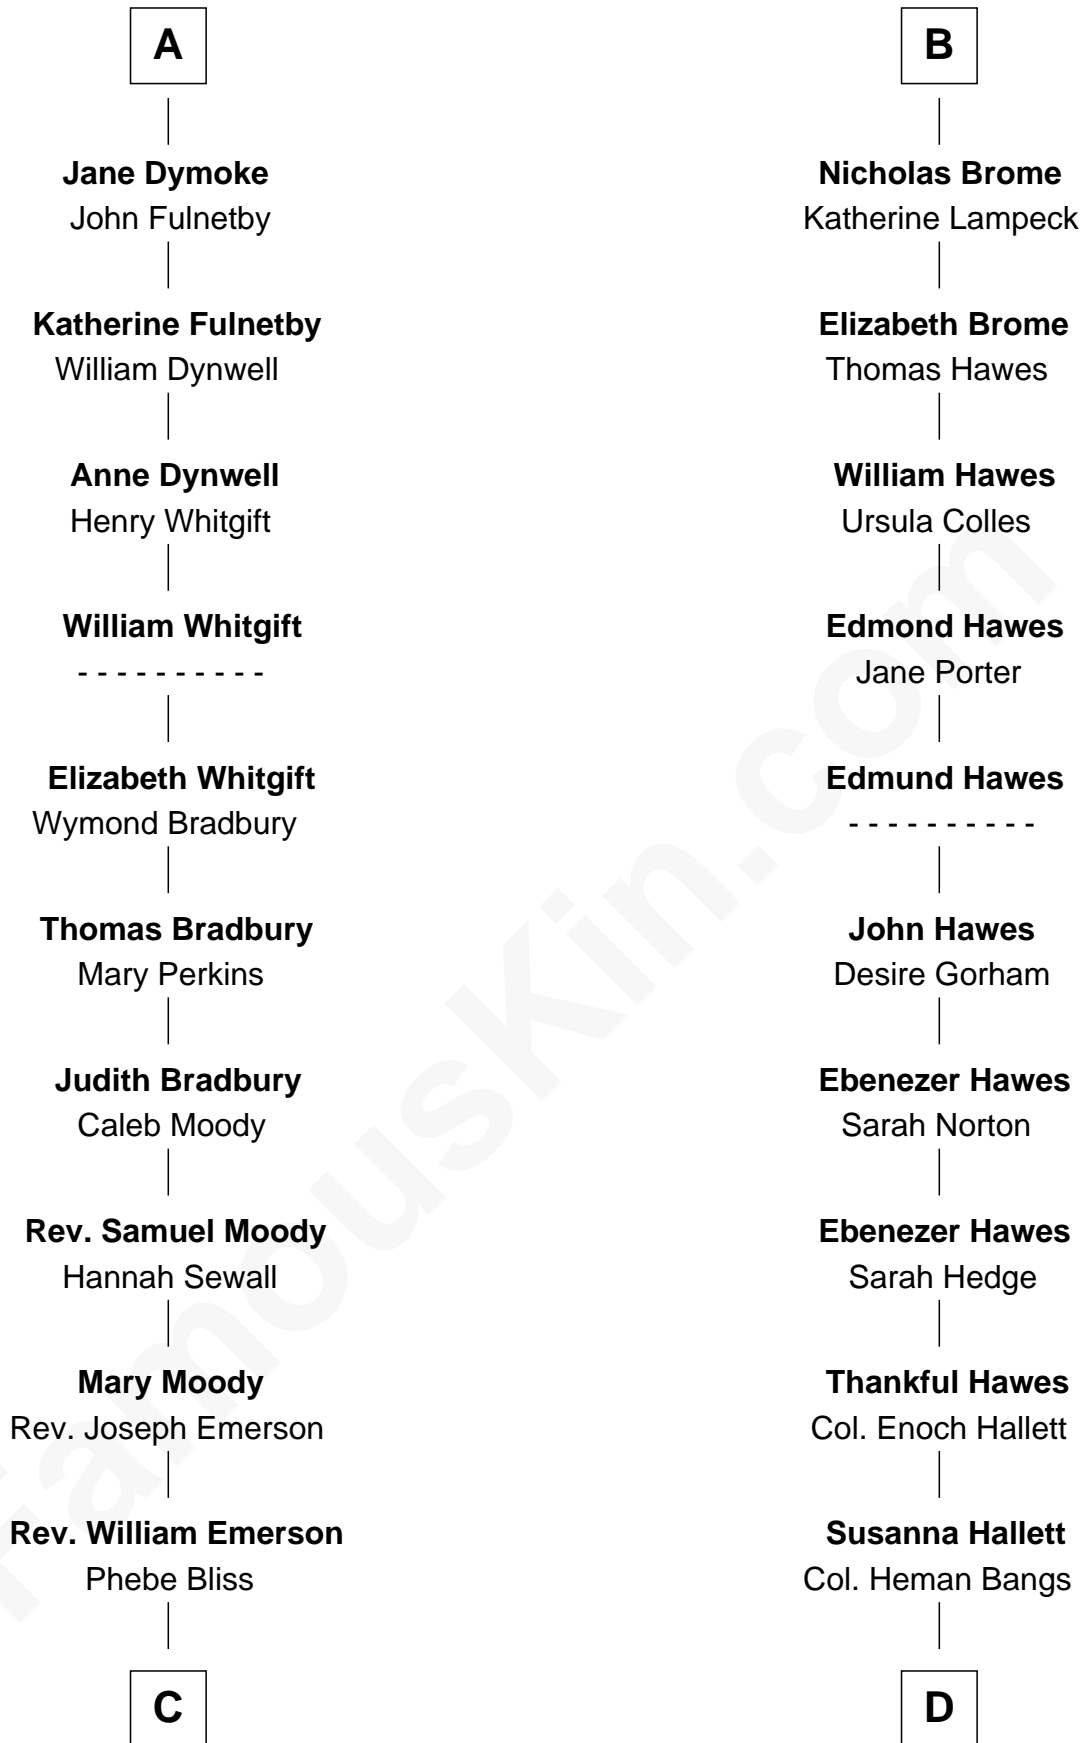 A
Jane Dymoke
John Fulnetby
Katherine Fulnetby
William Dynwell
Anne Dynwell
Henry Whitgift
William Whitgift
- - - - - - - - - -
Elizabeth Whitgift
Wymond Bradbury
Thomas Bradbury
Mary Perkins
Judith Bradbury
Caleb Moody
Rev. Samuel Moody
Hannah Sewall
Mary Moody
Rev. Joseph Emerson
Rev. William Emerson
Phebe Bliss
C
B
Nicholas Brome
Katherine Lampeck
Elizabeth Brome
Thomas Hawes
William Hawes
Ursula Colles
Edmond Hawes
Jane Porter
Edmund Hawes
- - - - - - - - - -
John Hawes
Desire Gorham
Ebenezer Hawes
Sarah Norton
Ebenezer Hawes
Sarah Hedge
Thankful Hawes
Col. Enoch Hallett
Susanna Hallett
Col. Heman Bangs
D
FamousKin.com